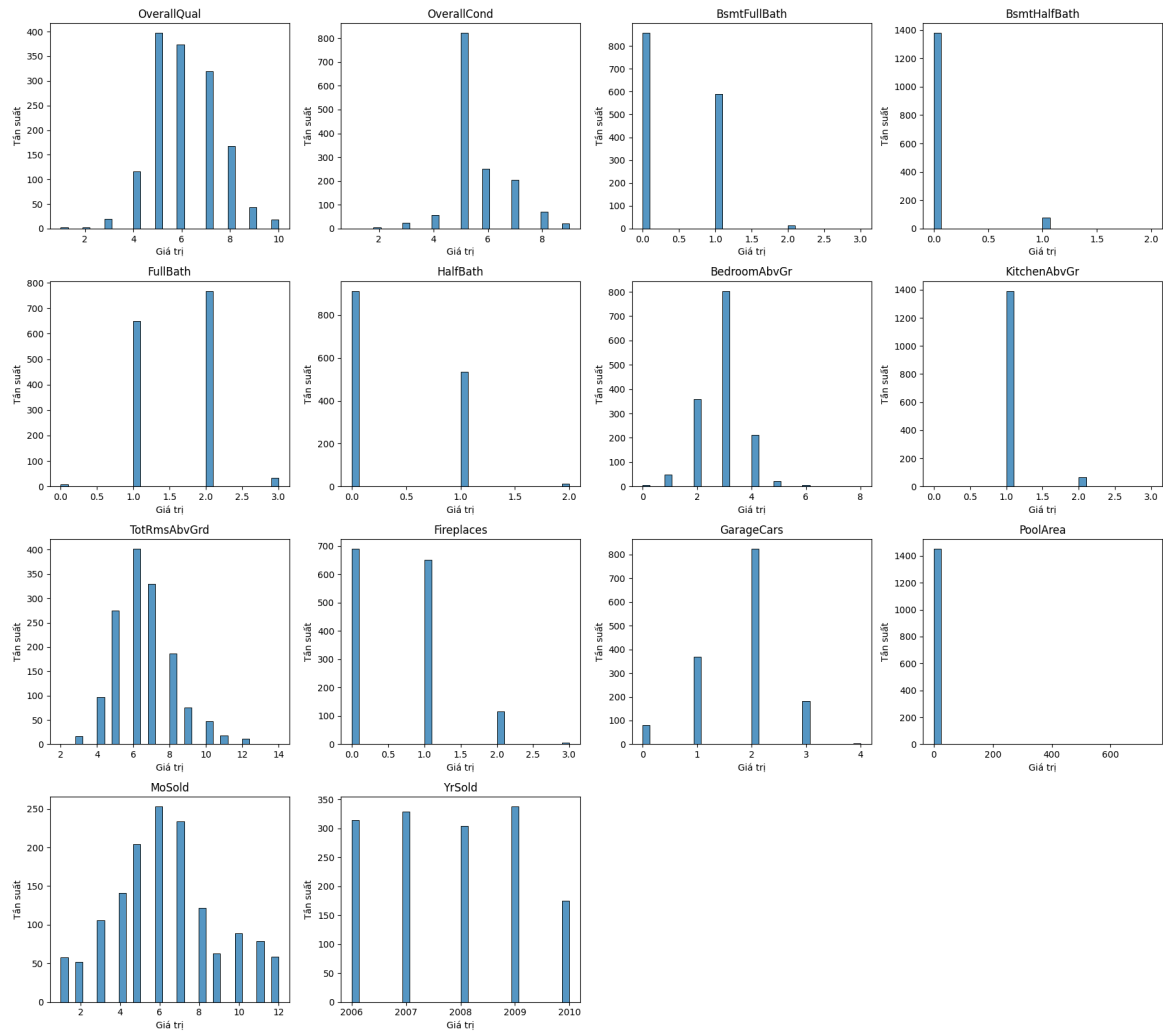 OverallQual
OverallCond
BsmtFullBath
BsmtHalfBath
Tần suất
400
350
300
250
200
150
100
50
0
2 4 6 8 10
Giá trị
Tần suất
800
700
600
500
400
300
200
100
0
2 4 6 8
Giá trị
Tần suất
800
700
600
500
400
300
200
100
0
0.0 0.5 1.0 1.5 2.0 2.5 3.0
Giá trị
Tần suất
1400
1200
1000
800
600
400
200
0
0.0 0.5 1.0 1.5 2.0
Giá trị
FullBath
HalfBath
BedroomAbvGr
KitchenAbvGr
Tần suất
800
700
600
500
400
300
200
100
0
0.0 0.5 1.0 1.5 2.0 2.5 3.0
Giá trị
Tần suất
800
600
400
200
0
0.0 0.5 1.0 1.5 2.0
Giá trị
Tần suất
800
700
600
500
400
300
200
100
0
0 2 4 6 8
Giá trị
Tần suất
1400
1200
1000
800
600
400
200
0
0.0 0.5 1.0 1.5 2.0 2.5 3.0
Giá trị
TotRmsAbvGrd
Fireplaces
GarageCars
PoolArea
Tần suất
400
350
300
250
200
150
100
50
0
2 4 6 8 10 12 14
Giá trị
Tần suất
700
600
500
400
300
200
100
0
0.0 0.5 1.0 1.5 2.0 2.5 3.0
Giá trị
Tần suất
800
700
600
500
400
300
200
100
0
0 1 2 3 4
Giá trị
Tần suất
1400
1200
1000
800
600
400
200
0
0 200 400 600
Giá trị
MoSold
YrSold
Tần suất
250
200
150
100
50
0
2 4 6 8 10 12
Giá trị
Tần suất
350
300
250
200
150
100
50
0
2006 2007 2008 2009 2010
Giá trị